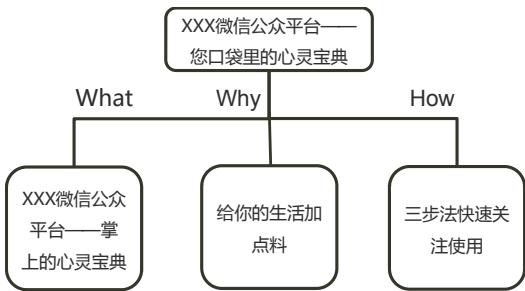 XXX微信公众平台——
您口袋里的心灵宝典
What
Why
How
XXX微信公众
平台——掌
上的心灵宝典
给你的生活加
点料
三步法快速关
注使用